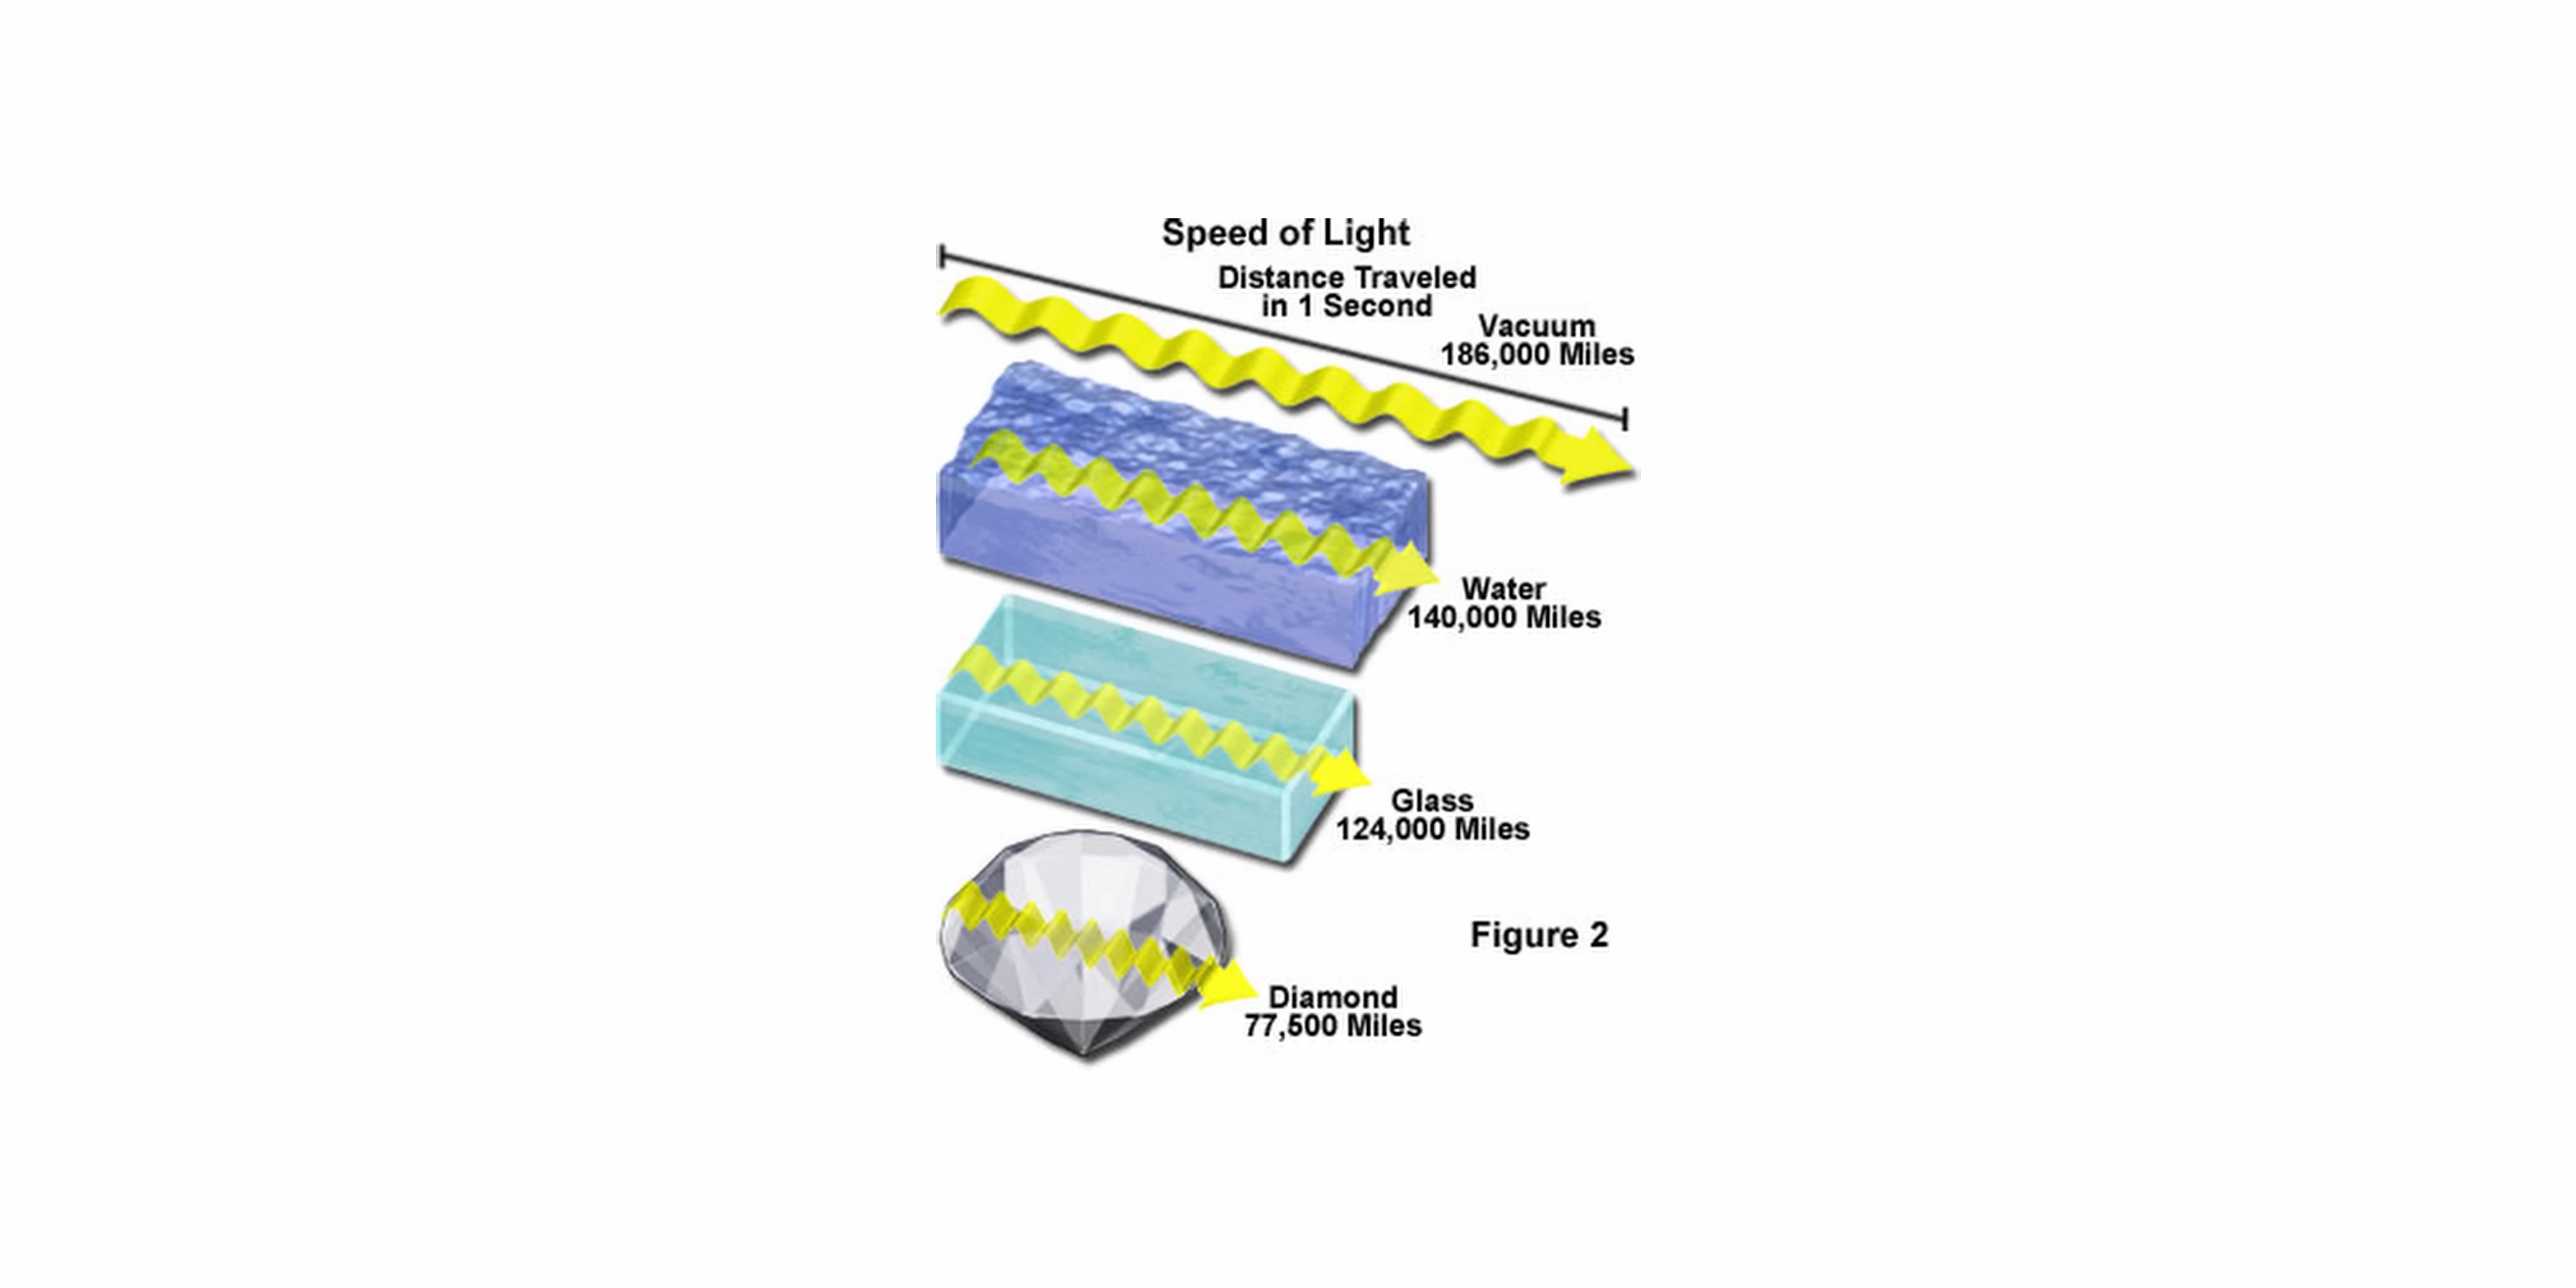 Speed of Light
Distance Traveled
in 1 Second
Vacuum
186,000 Miles
Water
140,000 Miles
Glass
124,000 Miles
Figure 2
Diamond
77,500 Miles